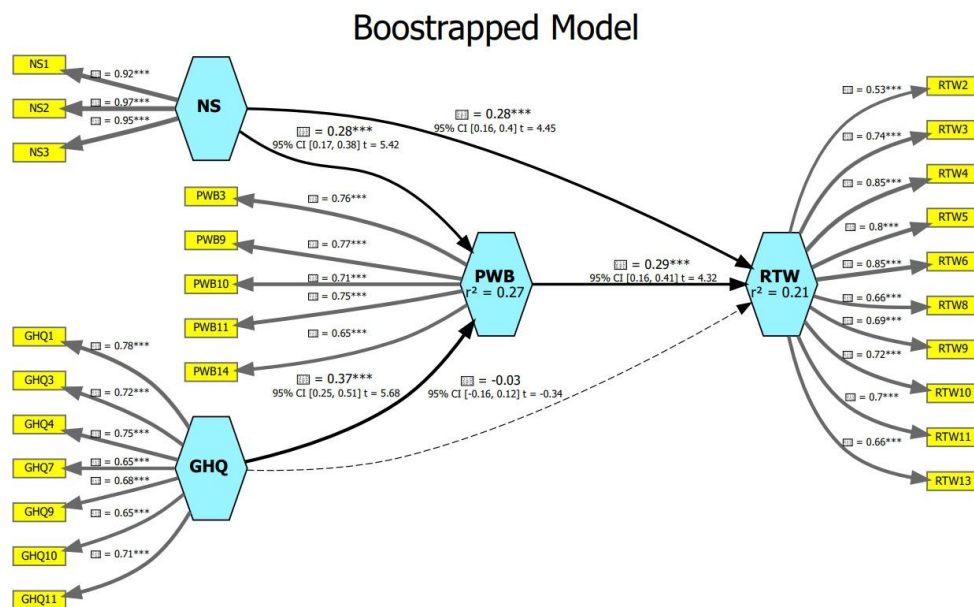 Boostrapped Model
NS1
NS2
NS3
= 0.92***
= 0.97***
= 0.95***
NS
= 0.28***
95% CI [0.17, 0.38] t = 5.42
= 0.28***
95% CI [0.16, 0.4] t = 4.45
PWB3
PWB9
PWB10
PWB11
PWB14
= 0.76***
= 0.77***
= 0.71***
= 0.75***
= 0.65***
PWB
r² = 0.27
= 0.29***
95% CI [0.16, 0.41] t = 4.32
RTW
r² = 0.21
GHQ1
GHQ3
GHQ4
GHQ7
GHQ9
GHQ10
GHQ11
= 0.78***
= 0.72***
= 0.75***
= 0.65***
= 0.68***
= 0.65***
= 0.71***
GHQ
= 0.37***
95% CI [0.25, 0.51] t = 5.68
= -0.03
95% CI [-0.16, 0.12] t = -0.34
= 0.53***
= 0.74***
= 0.85***
= 0.8***
= 0.85***
= 0.66***
= 0.69***
= 0.72***
= 0.7***
= 0.66***
RTW2
RTW3
RTW4
RTW5
RTW6
RTW8
RTW9
RTW10
RTW11
RTW13